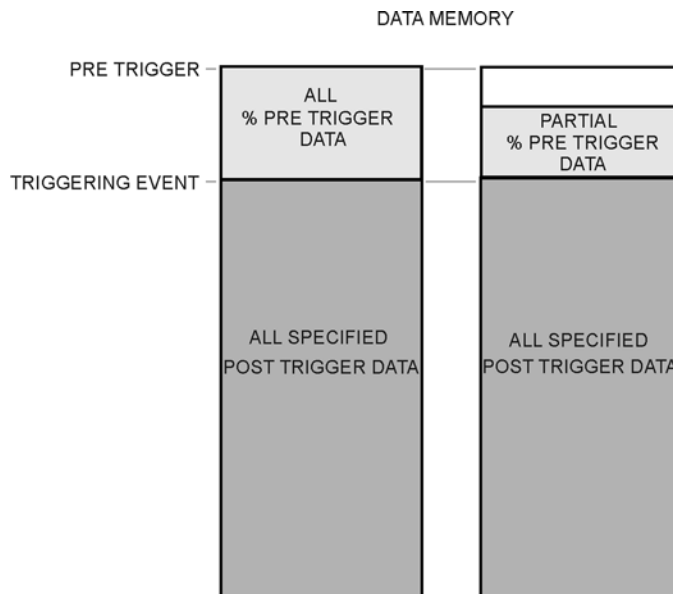 DATA MEMORY
PRE TRIGGER
ALL
% PRE TRIGGER
DATA
PARTIAL
% PRE TRIGGER
DATA
TRIGGERING EVENT
ALL SPECIFIED
POST TRIGGER DATA
ALL SPECIFIED
POST TRIGGER DATA